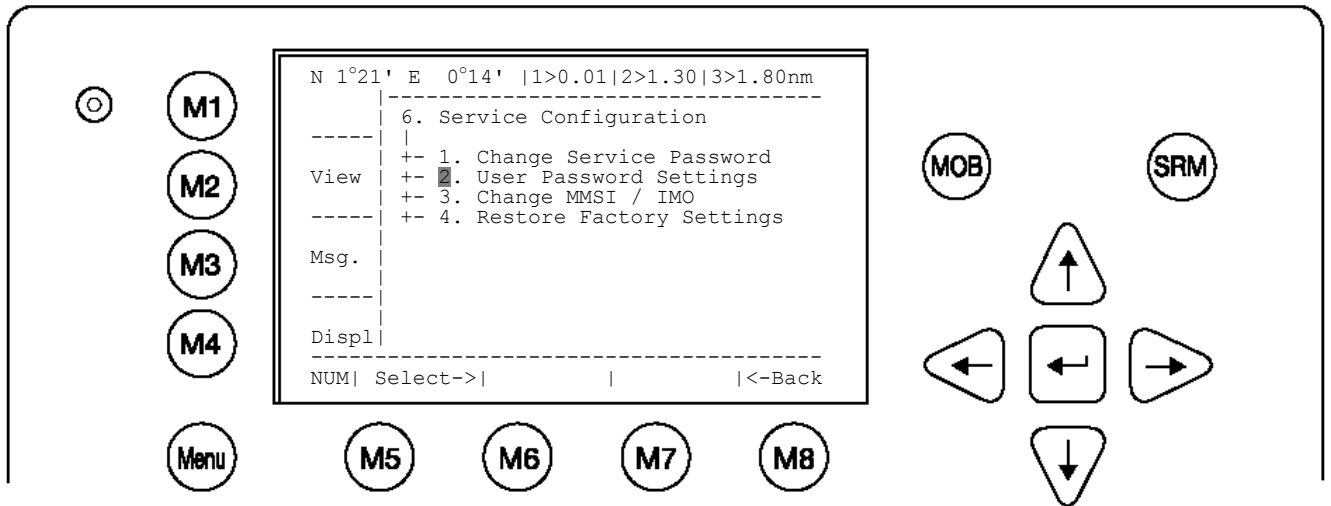 N 1°21' E  0°14' |1>0.01|2>1.30|3>1.80nm
|-----------------------------------
| 6. Service Configuration
-----| |
| +- 1. Change Service Password
View | +- 2. User Password Settings
| +- 3. Change MMSI / IMO
-----| +- 4. Restore Factory Settings
|
Msg. |
|
-----|
|
Displ|
-----------------------------------------
NUM| Select->|          |          |<-Back
M1
M2
M3
M4
Menu
M5
M6
M7
M8
MOB
SRM